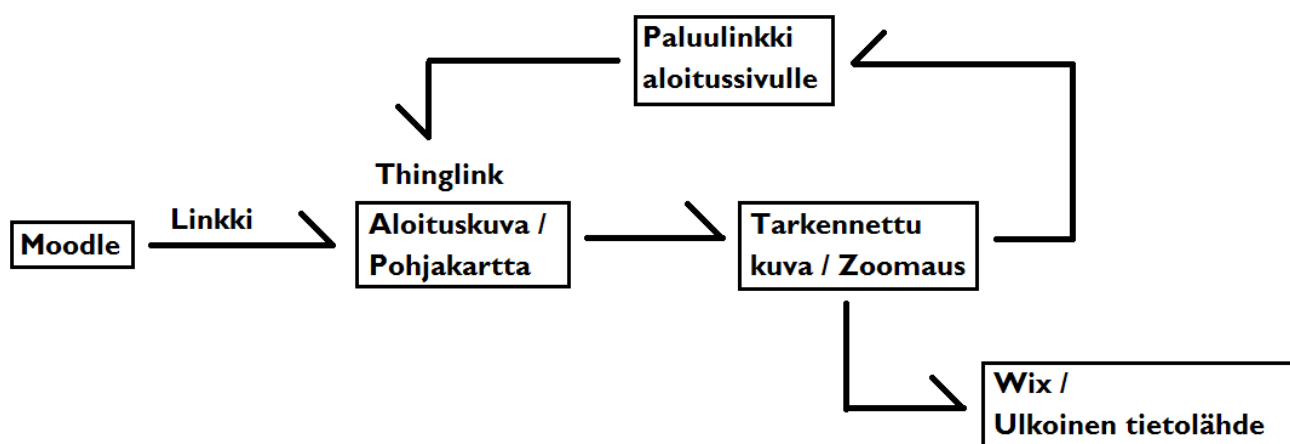 Paluulinkki
aloitussivulle
Thinglink
Linkki
Moodle
Aloituskuva /
Pohjakartta
Tarkennettu
kuva / Zoomaus
Wix /
Ulkoinen tietolähde